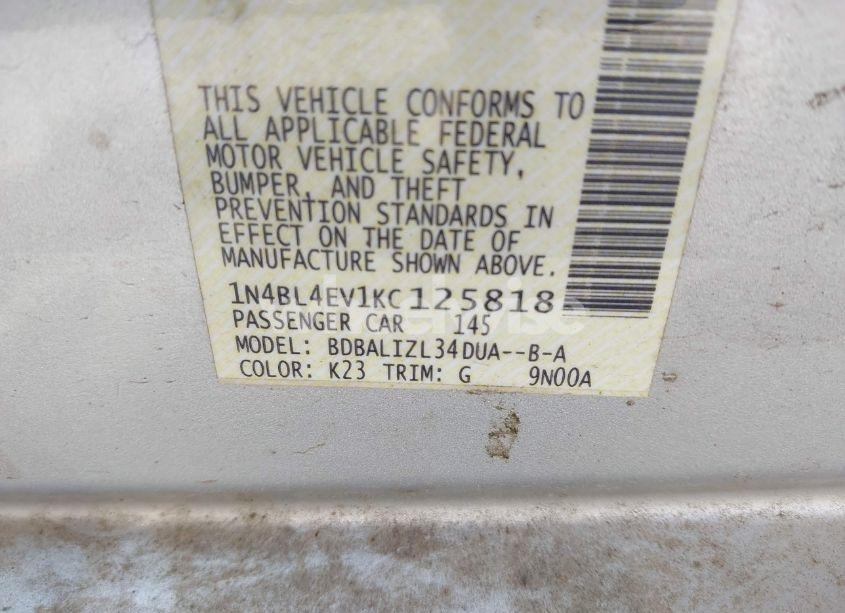 THIS VEHICLE CONFORMS TO
ALL APPLICABLE FEDERAL
MOTOR VEHICLE SAFETY,
BUMPER, AND THEFT
PREVENTION STANDARDS IN
EFFECT ON THE DATE OF
MANUFACTURE SHOWN ABOVE.
1N4BL4EV1KC125818
PASSENGER CAR 145
MODEL: BDBALIZL34DUA--B-A
COLOR: K23 TRIM: G 9N00A